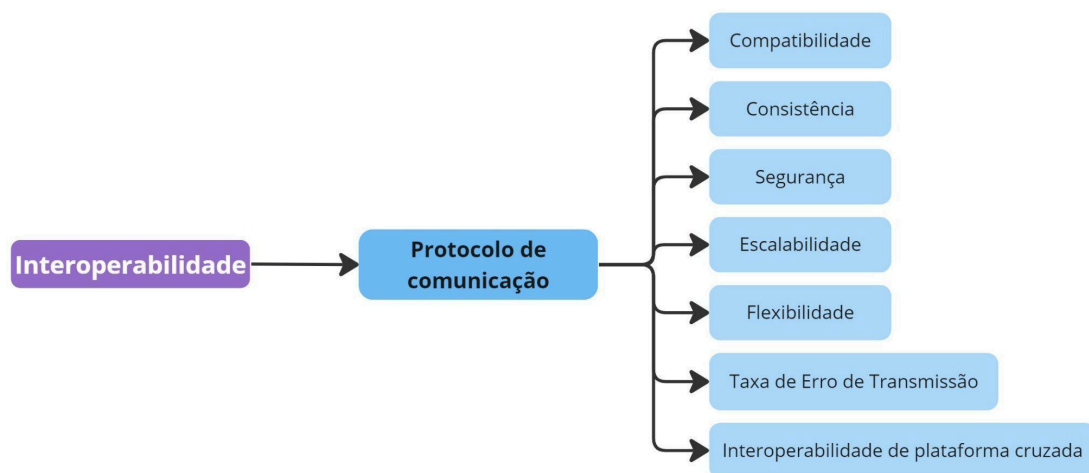 Interoperabilidade
Protocolo de
comunicação
Compatibilidade
Consistência
Segurança
Escalabilidade
Flexibilidade
Taxa de Erro de Transmissão
Interoperabilidade de plataforma cruzada